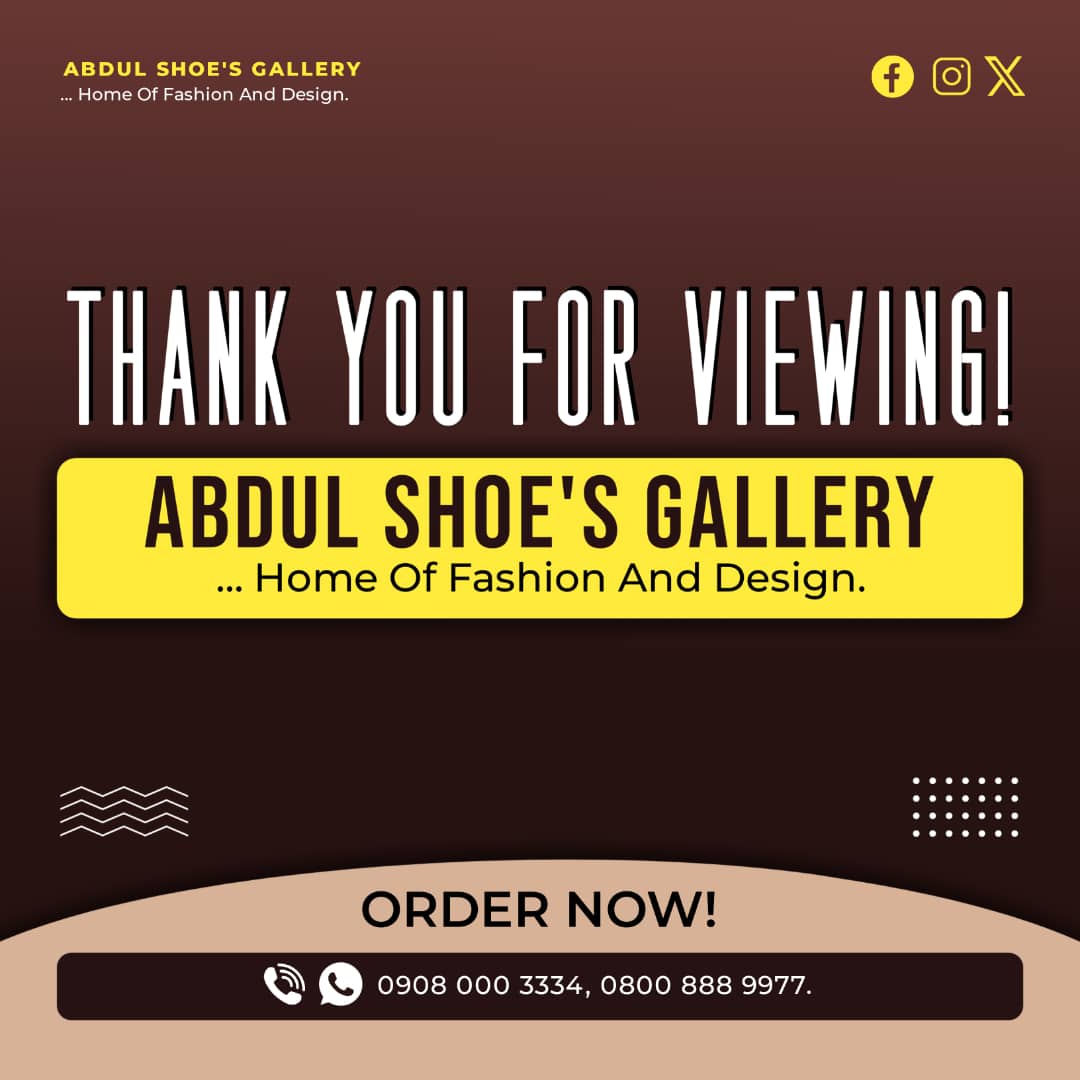 ABDUL SHOE'S GALLERY
... Home Of Fashion And Design.
THANK YOU FOR VIEWING!
ABDUL SHOE'S GALLERY
... Home Of Fashion And Design.
ORDER NOW!
0908 000 3334, 0800 888 9977.